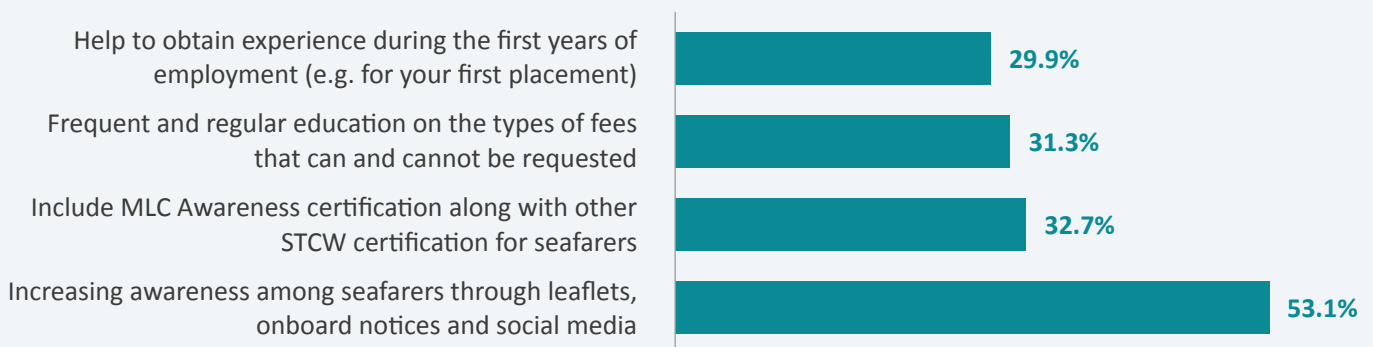 Help to obtain experience during the first years of
employment (e.g. for your first placement)
29.9%
Frequent and regular education on the types of fees
that can and cannot be requested
31.3%
Include MLC Awareness certification along with other
STCW certification for seafarers
32.7%
Increasing awareness among seafarers through leaflets,
onboard notices and social media
53.1%